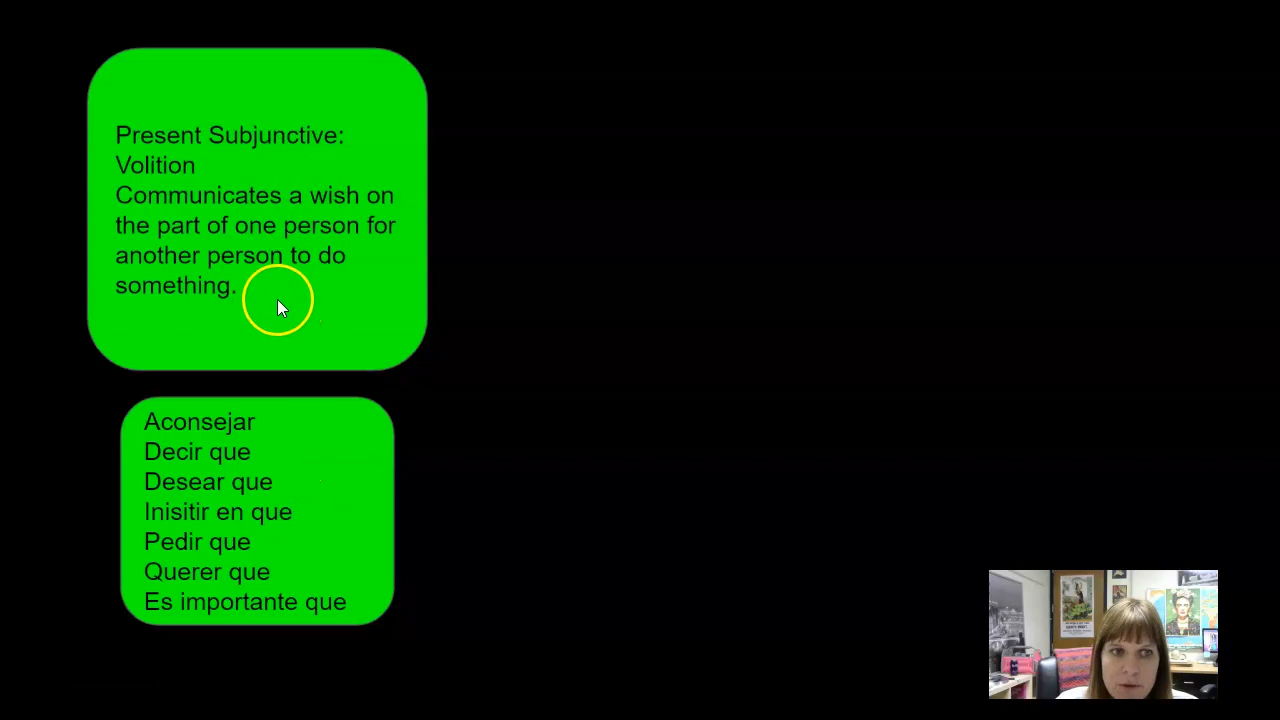 Present Subjunctive:
Volition
Communicates a wish on
the part of one person for
another person to do
something.
Aconsejar
Decir que
Desear que
Inisitir en que
Pedir que
Querer que
Es importante que